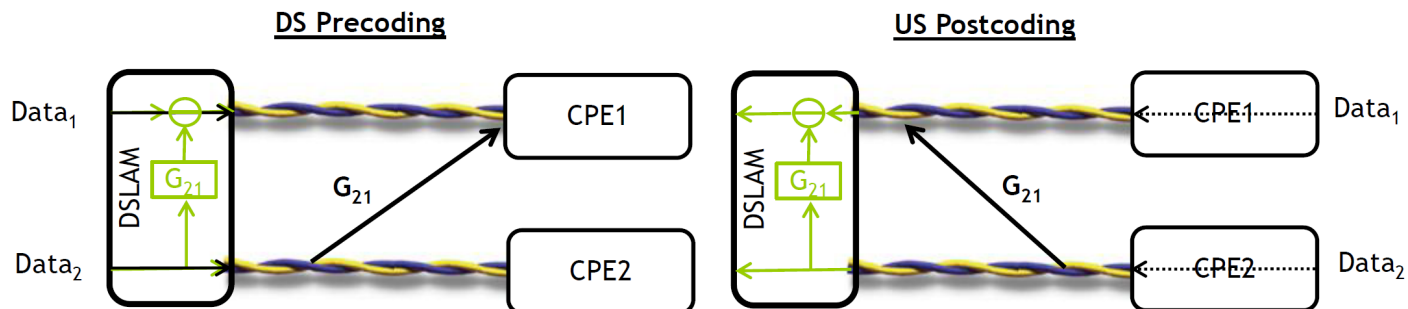 DS Precoding
US Postcoding
Data₁
CPE1
CPE1
Data₁
DSLAM
G₂₁
G₂₁
DSLAM
G₂₁
G₂₁
Data₂
CPE2
CPE2
Data₂